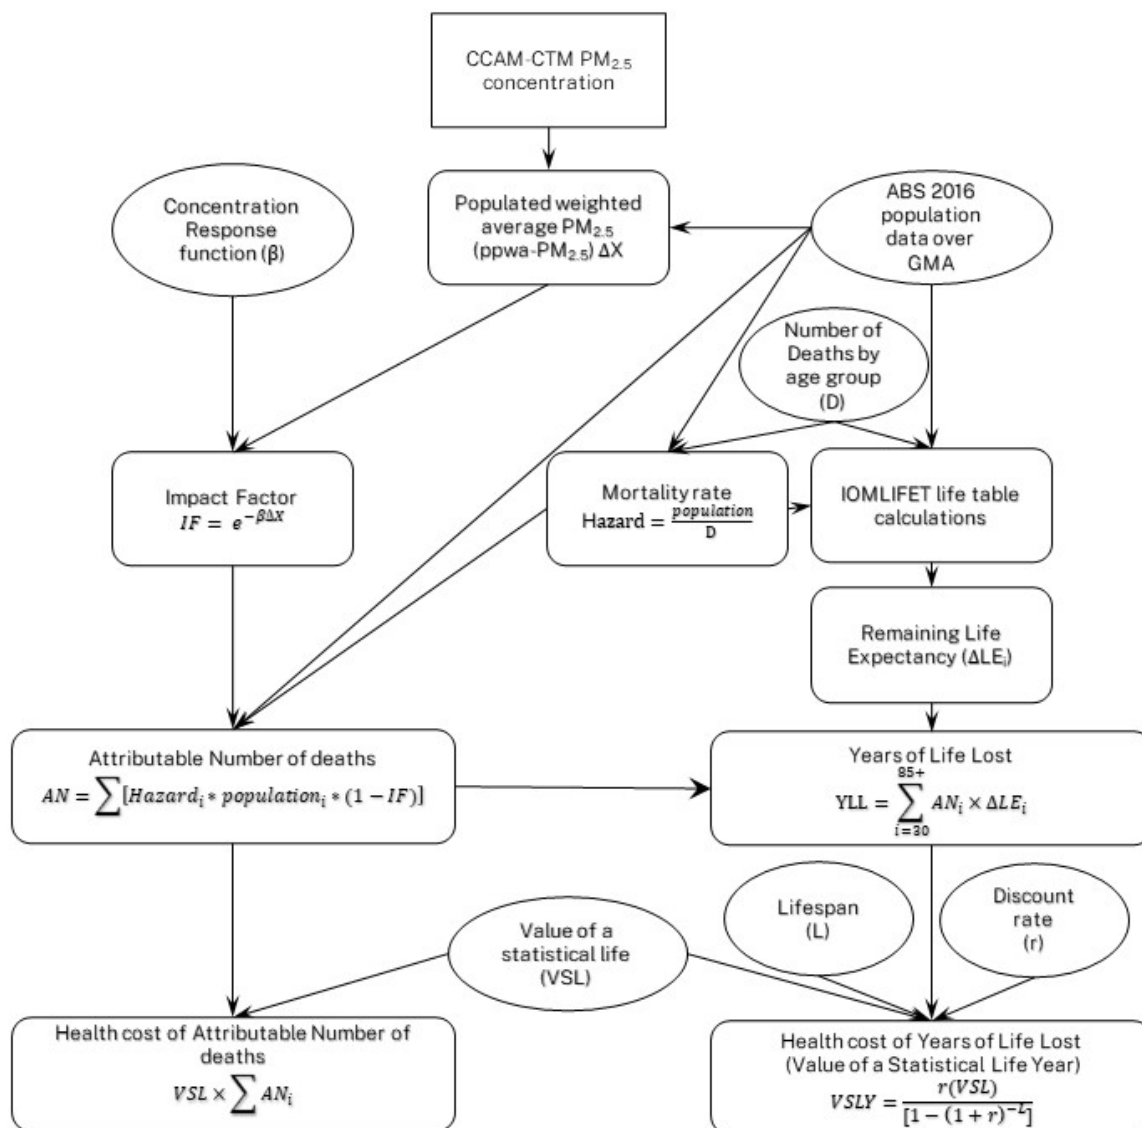 CCAM-CTM PM2.5
concentration
Concentration
Response
function (β)
Populated weighted
average PM2.5
(ppwa-PM2.5) ΔX
ABS 2016
population
data over
GMA
Number of
Deaths by
age group
(D)
Impact Factor
IF = e^{−βΔX}
Mortality rate
Hazard = population / D
IOMLIFET life table
calculations
Remaining Life
Expectancy (ΔLEᵢ)
Attributable Number of deaths
AN = ∑[Hazardᵢ * populationᵢ * (1 − IF)]
Years of Life Lost
85+
YLL = ∑ ANᵢ × ΔLEᵢ
i=30
Value of a
statistical life
(VSL)
Lifespan
(L)
Discount
rate
(r)
Health cost of Attributable Number of
deaths
VSL × ∑ ANᵢ
Health cost of Years of Life Lost
(Value of a Statistical Life Year)
VSLY = r(VSL) / [1 − (1 + r)^{−L}]